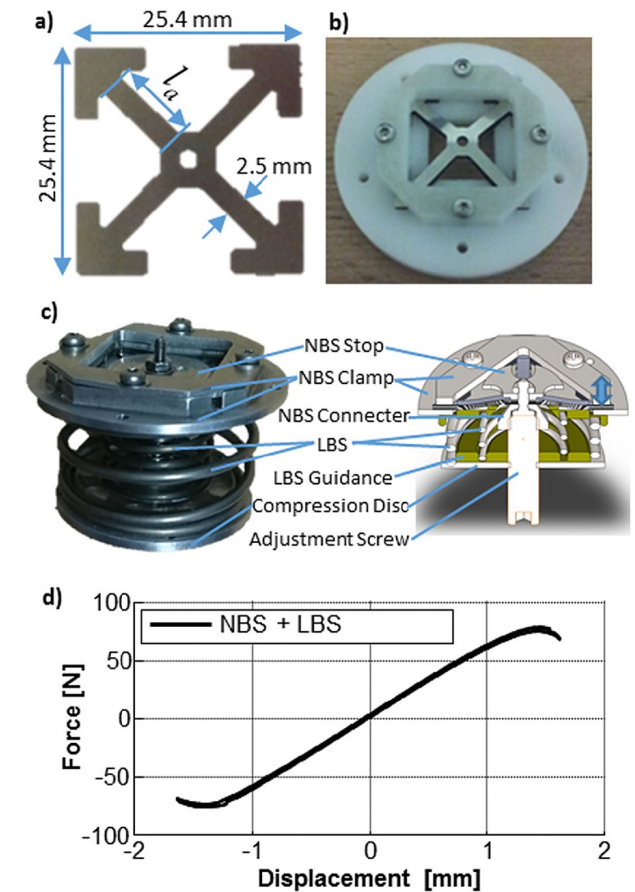 a)
25.4 mm
25.4 mm
la
2.5 mm
b)
c)
NBS Stop
NBS Clamp
NBS Connecter
LBS
LBS Guidance
Compression Disc
Adjustment Screw
d)
100
50
0
-50
-100
Force [N]
NBS + LBS
-2
-1
0
1
2
Displacement [mm]